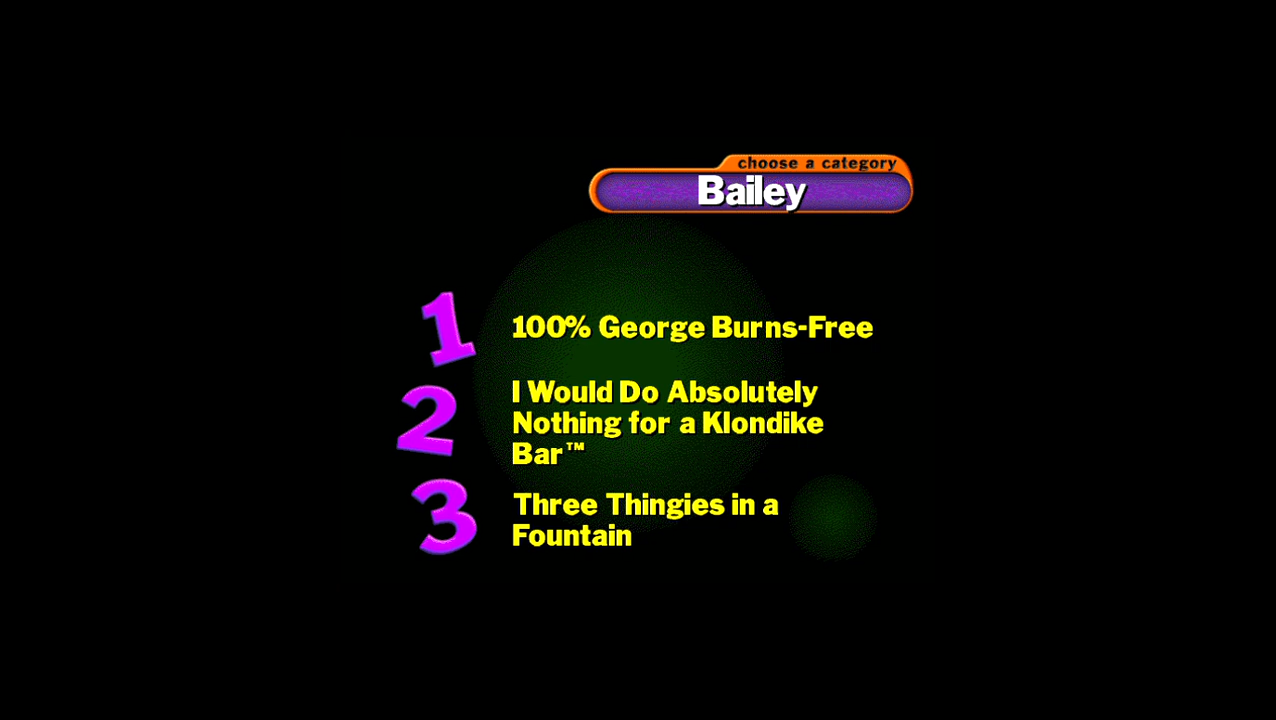 choose a category
Bailey
1 100% George Burns-Free
2 I Would Do Absolutely
Nothing for a Klondike
Bar™
3 Three Thingies in a
Fountain